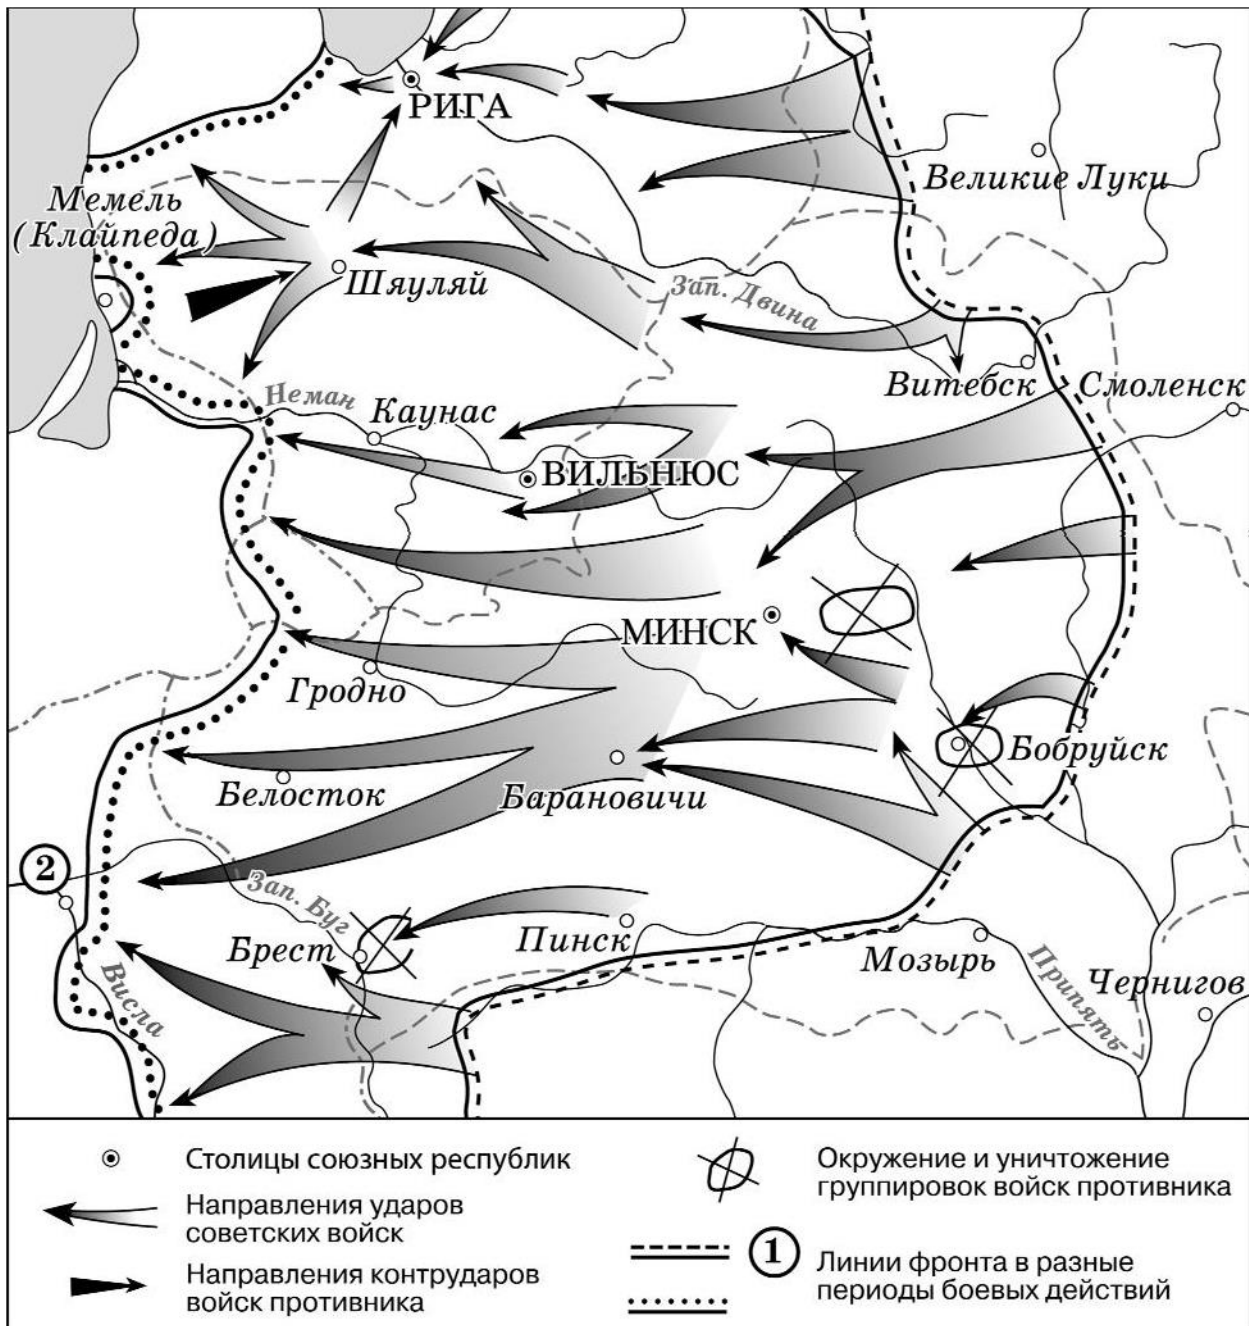 РИГА
Великие Луки
Мемель
(Клайпеда)
Шяуляй
Зап. Двина
Витебск
Смоленск
Неман
Каунас
ВИЛЬНЮС
МИНСК
Гродно
Бобруйск
Белосток
Барановичи
2
Зап. Буг
Брест
Пинск
Мозырь
Висла
Припять
Чернигов
Столицы союзных республик
Направления ударов
советских войск
Направления контрударов
войск противника
Окружение и уничтожение
группировок войск противника
1
Линии фронта в разные
периоды боевых действий